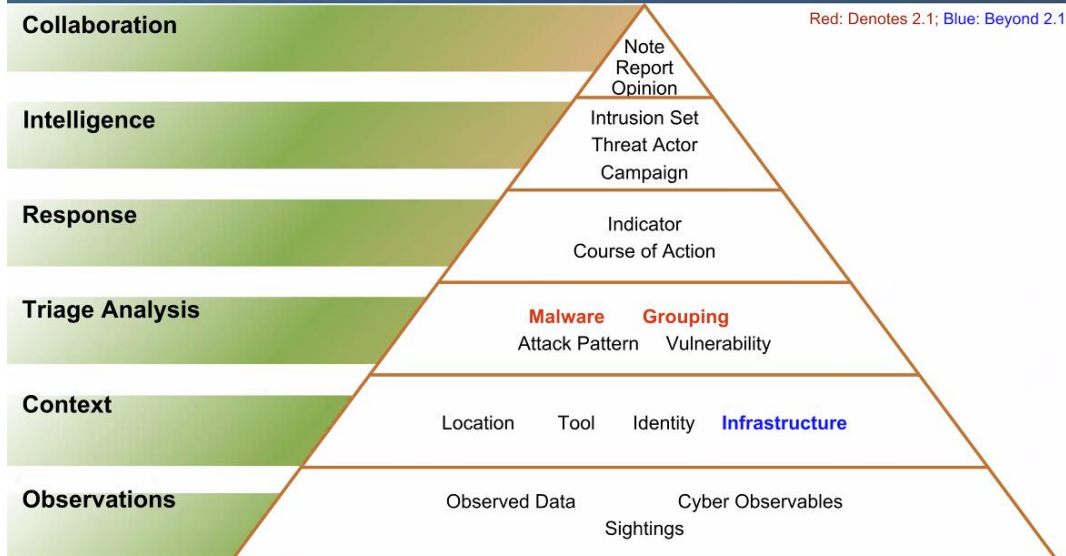 Red: Denotes 2.1; Blue: Beyond 2.1
Collaboration
Note
Report
Opinion
Intelligence
Intrusion Set
Threat Actor
Campaign
Response
Indicator
Course of Action
Triage Analysis
Malware Grouping
Attack Pattern Vulnerability
Context
Location Tool Identity Infrastructure
Observations
Observed Data Cyber Observables
Sightings